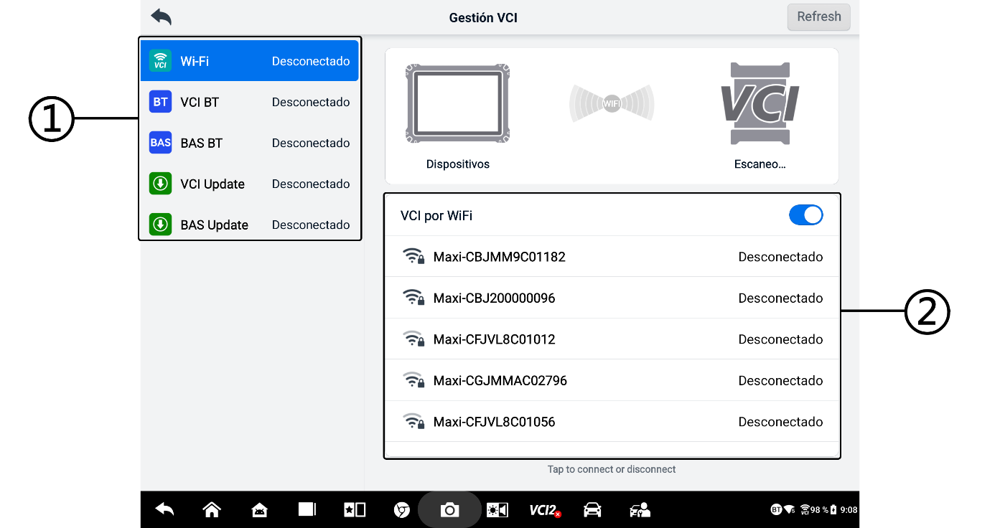 Gestión VCI
Refresh
1
VCI
Wi-Fi
Desconectado
BT
VCI BT
Desconectado
BAS
BAS BT
Desconectado
VCI Update
Desconectado
BAS Update
Desconectado
WIFI
VCI
Dispositivos
Escaneo...
VCI por WiFi
Maxi-CBJMM9C01182
Desconectado
Maxi-CBJ200000096
Desconectado
Maxi-CFJVL8C01012
Desconectado
Maxi-CGJMMAC02796
Desconectado
Maxi-CFJVL8C01056
Desconectado
2
Tap to connect or disconnect
VCI2
BT
5
VCI
98 %
9:08